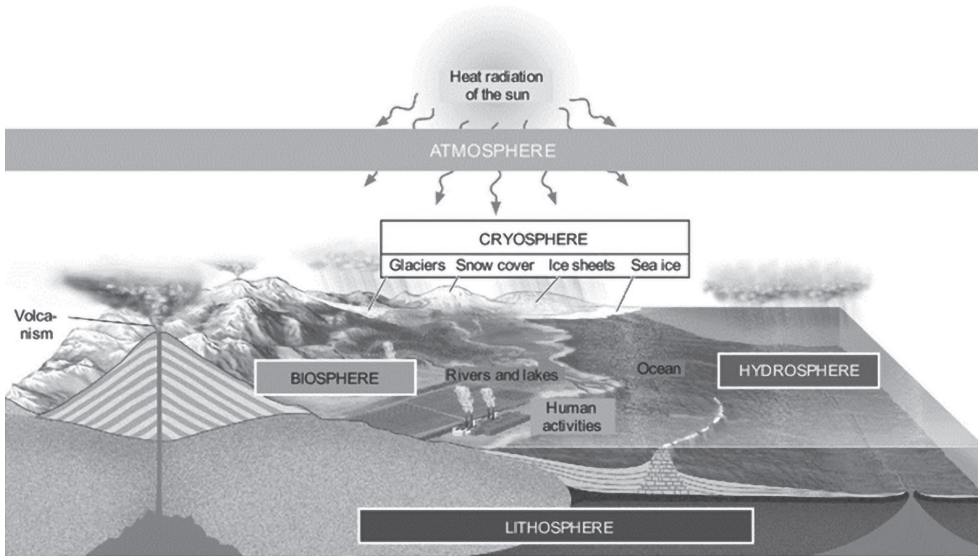 Heat radiation
of the sun
ATMOSPHERE
CRYOSPHERE
Glaciers Snow cover Ice sheets Sea ice
Volca-
nism
BIOSPHERE
Rivers and lakes
Ocean
HYDROSPHERE
Human
activities
LITHOSPHERE